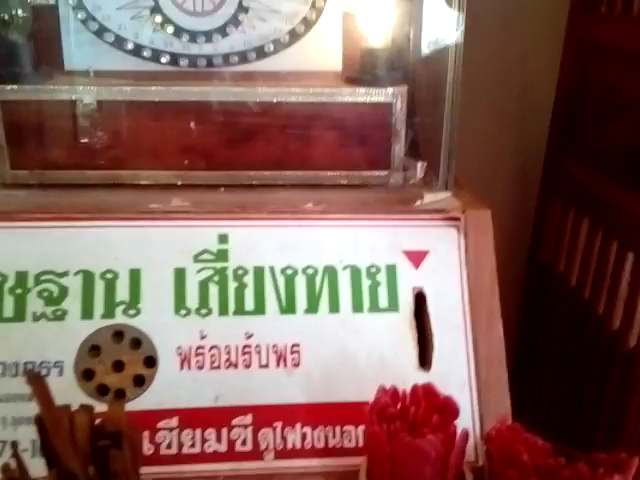 ษฐาน เสี่ยงทาย
พร้อมรับพร
เซียมซี ดูไฟวงนอก